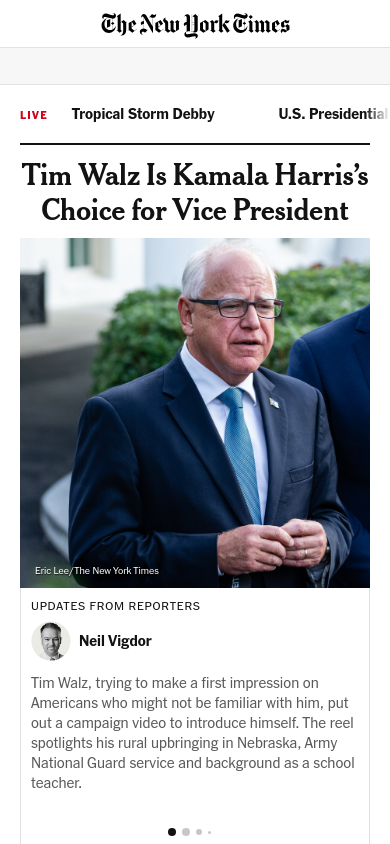 The New York Times
LIVE Tropical Storm Debby U.S. Presidential
Tim Walz Is Kamala Harris’s
Choice for Vice President
Eric Lee/The New York Times
UPDATES FROM REPORTERS
Neil Vigdor
Tim Walz, trying to make a first impression on
Americans who might not be familiar with him, put
out a campaign video to introduce himself. The reel
spotlights his rural upbringing in Nebraska, Army
National Guard service and background as a school
teacher.